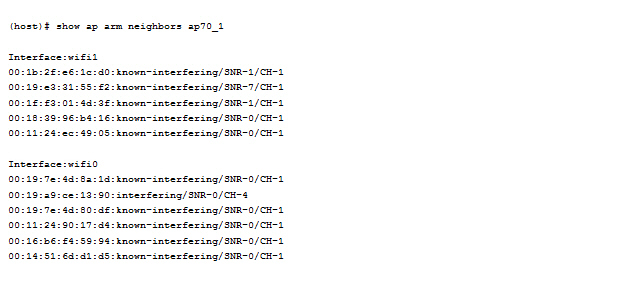 (host)# show ap arm neighbors ap70_1
Interface:wifi1
00:1b:2f:e6:1c:d0:known-interfering/SNR-1/CH-1
00:19:e3:31:55:f2:known-interfering/SNR-7/CH-1
00:1f:f3:01:4d:3f:known-interfering/SNR-1/CH-1
00:18:39:96:b4:16:known-interfering/SNR-0/CH-1
00:11:24:ec:49:05:known-interfering/SNR-0/CH-1
Interface:wifi0
00:19:7e:4d:8a:1d:known-interfering/SNR-0/CH-1
00:19:a9:ce:13:90:interfering/SNR-0/CH-4
00:19:7e:4d:80:df:known-interfering/SNR-0/CH-1
00:11:24:90:17:d4:known-interfering/SNR-0/CH-1
00:16:b6:f4:59:94:known-interfering/SNR-0/CH-1
00:14:51:6d:d1:d5:known-interfering/SNR-0/CH-1